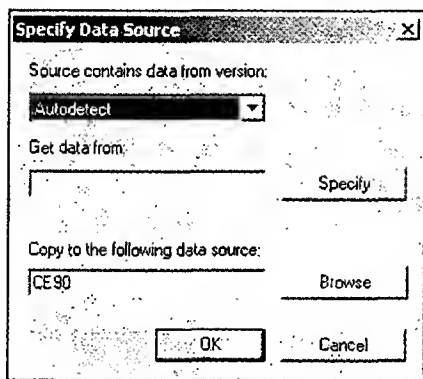 Specify Data Source
Source contains data from version:
Autodetect
Get data from:
Specify
Copy to the following data source:
CE90 Browse
OK Cancel